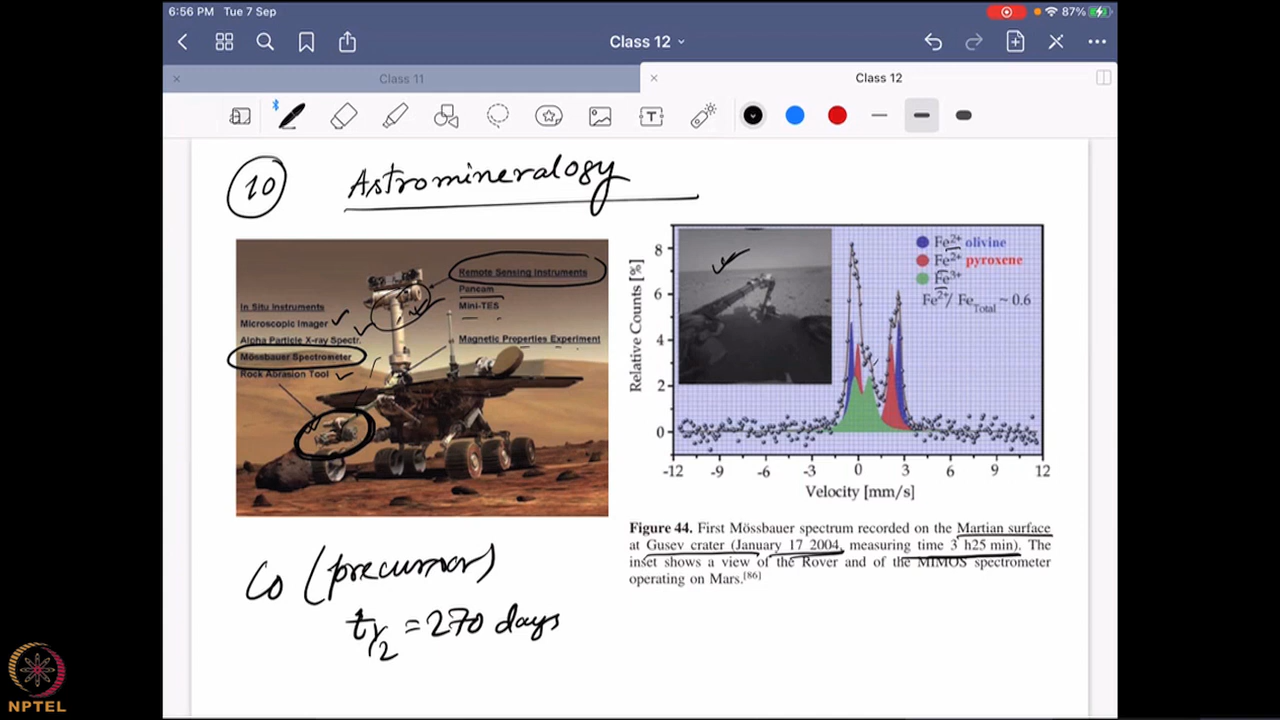 6:56 PM Tue 7 Sep
87%
Class 12
Class 11
Class 12
T
10
Astromineralogy
In Situ Instruments
Microscopic Imager
Alpha Particle X-ray Spectr.
Mössbauer Spectrometer
Rock Abrasion Tool
Remote Sensing Instruments
Pancam
Mini-TES
Magnetic Properties Experiment
Relative Counts [%]
8
6
4
2
0
Fe2+ olivine
Fe2+ pyroxene
Fe3+
Fe2+/ FeTotal ~ 0.6
-12 -9 -6 -3 0 3 6 9 12
Velocity [mm/s]
Figure 44. First Mössbauer spectrum recorded on the Martian surface
at Gusev crater (January 17 2004, measuring time 3 h25 min). The
inset shows a view of the Rover and of the MIMOS spectrometer
operating on Mars.[86]
Co (precursor)
t1/2 = 270 days
NPTEL